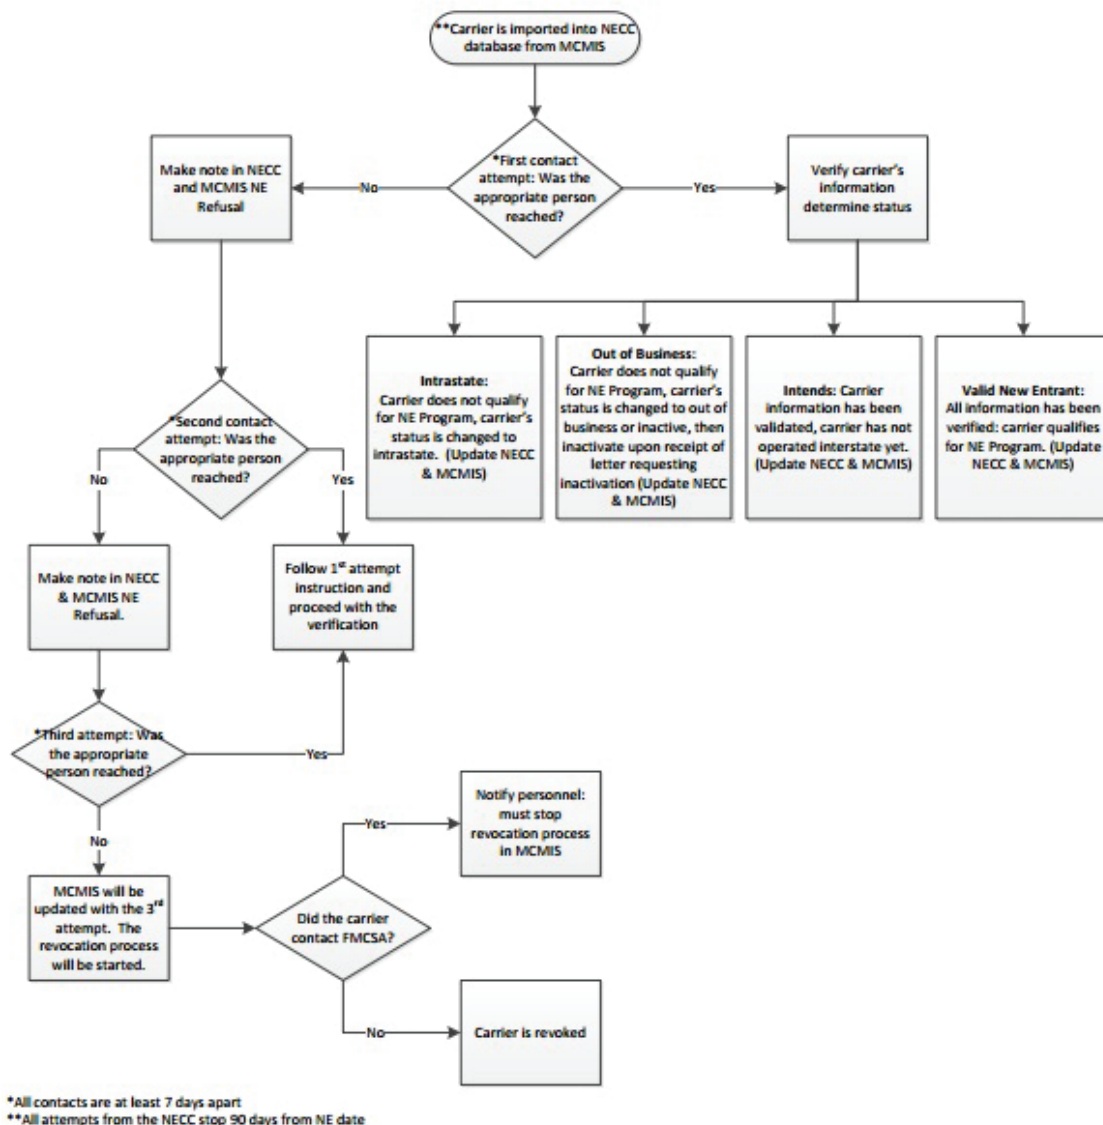 **Carrier is imported into NECC
database from MCMIS
*First contact
attempt: Was the
appropriate person
reached?
No
Yes
Make note in NECC
and MCMIS NE
Refusal
Verify carrier's
information
determine status
Intrastate:
Carrier does not qualify
for NE Program, carrier's
status is changed to
intrastate. (Update NECC
& MCMIS)
Out of Business:
Carrier does not qualify
for NE Program, carrier's
status is changed to out of
business or inactive, then
inactivate upon receipt of
letter requesting
inactivation (Update NECC
& MCMIS)
Intends: Carrier
information has been
validated, carrier has not
operated interstate yet.
(Update NECC & MCMIS)
Valid New Entrant:
All information has been
verified: carrier qualifies
for NE Program. (Update
NECC & MCMIS)
*Second contact
attempt: Was the
appropriate person
reached?
No
Yes
Make note in NECC
& MCMIS NE
Refusal.
Follow 1st attempt
instruction and
proceed with the
verification
*Third attempt: Was
the appropriate
person reached?
Yes
No
MCMIS will be
updated with the 3rd
attempt. The
revocation process
will be started.
Did the carrier
contact FMCSA?
Yes
Notify personnel:
must stop
revocation process
in MCMIS
No
Carrier is revoked
*All contacts are at least 7 days apart
**All attempts from the NECC stop 90 days from NE date